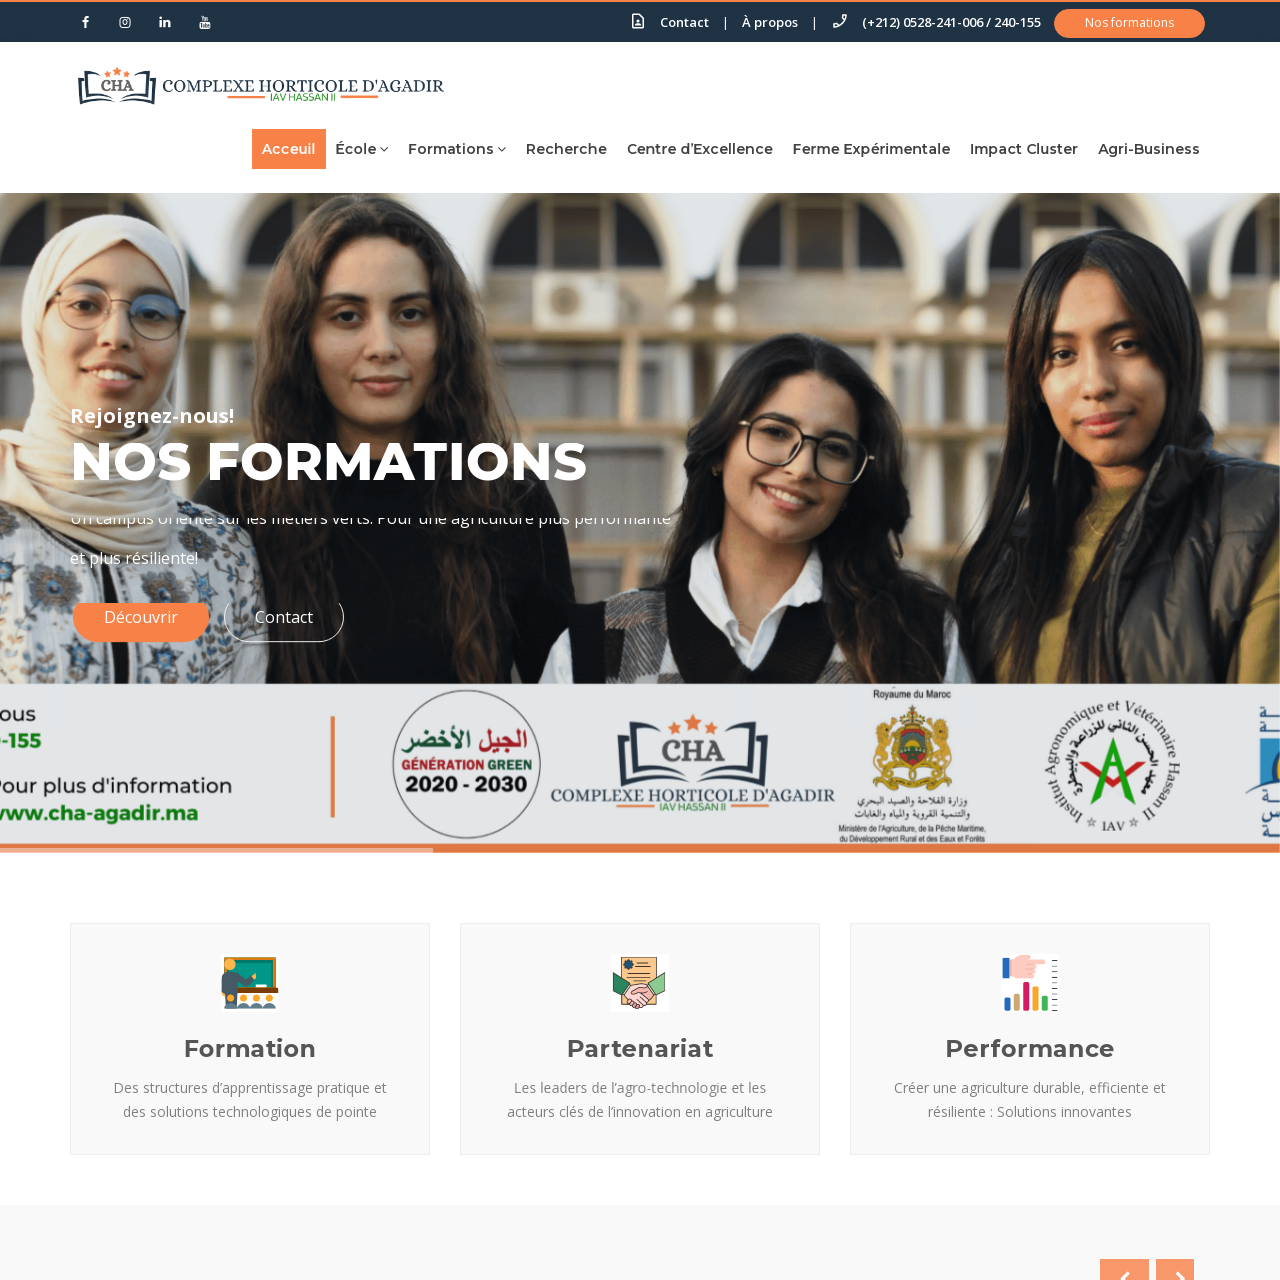 Contact | À propos | (+212) 0528-241-006 / 240-155 Nos formations
CHA COMPLEXE HORTICOLE D'AGADIR
IAV HASSAN II
Acceuil École Formations Recherche Centre d’Excellence Ferme Expérimentale Impact Cluster Agri-Business
Rejoignez-nous!
NOS FORMATIONS
Un campus orienté sur les métiers verts. Pour une agriculture plus performante
et plus résiliente!
Découvrir Contact
ous
-155
Pour plus d'information
www.cha-agadir.ma
الجيل الأخضر
GÉNÉRATION GREEN
2020 - 2030
CHA
COMPLEXE HORTICOLE D'AGADIR
IAV HASSAN II
Royaume du Maroc
وزارة الفلاحة والصيد البحري
والتنمية القروية والمياه والغابات
Ministère de l'Agriculture, de la Pêche Maritime,
du Développement Rural et des Eaux et Forêts
Institut Agronomique et Vétérinaire Hassan II
معهد الحسن الثاني للزراعة والبيطرة
IAV
Formation
Des structures d’apprentissage pratique et
des solutions technologiques de pointe
Partenariat
Les leaders de l’agro-technologie et les
acteurs clés de l’innovation en agriculture
Performance
Créer une agriculture durable, efficiente et
résiliente : Solutions innovantes